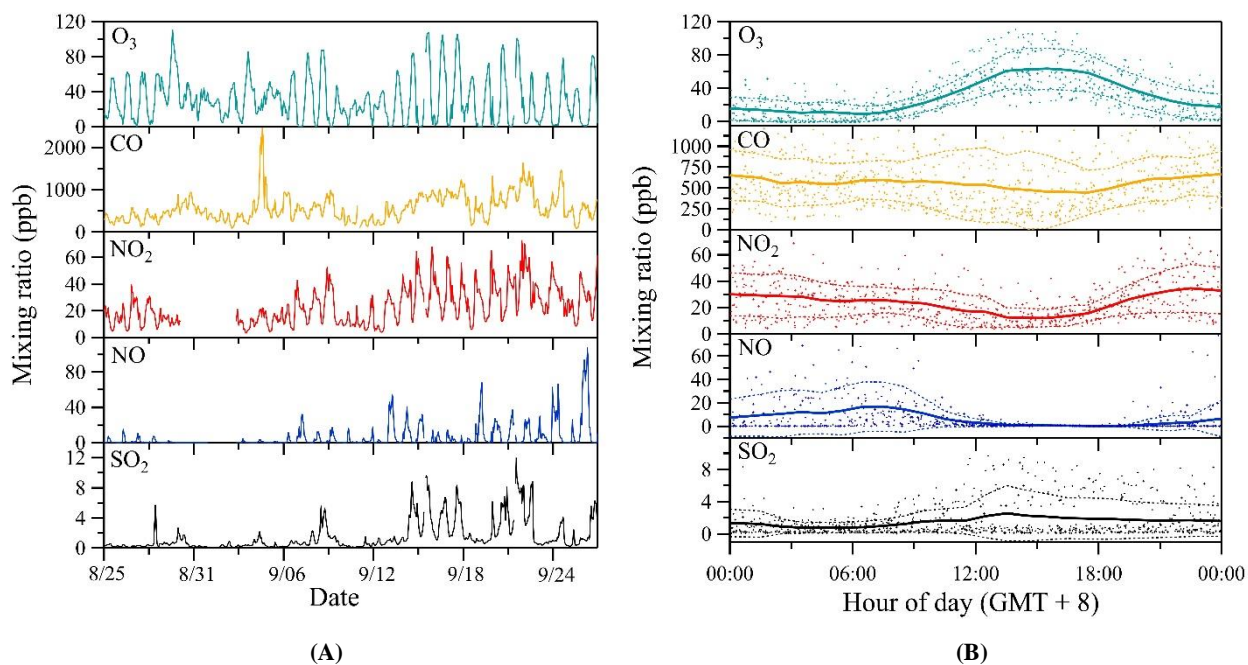 Mixing ratio (ppb)
O₃
120
80
40
0
CO
2000
1000
0
NO₂
60
40
20
0
NO
80
40
0
SO₂
12
8
4
0
8/25 8/31 9/06 9/12 9/18 9/24
Date
(A)
Mixing ratio (ppb)
O₃
120
80
40
0
CO
1000
750
500
250
0
NO₂
60
40
20
0
NO
60
40
20
0
SO₂
8
4
0
00:00 06:00 12:00 18:00 00:00
Hour of day (GMT + 8)
(B)